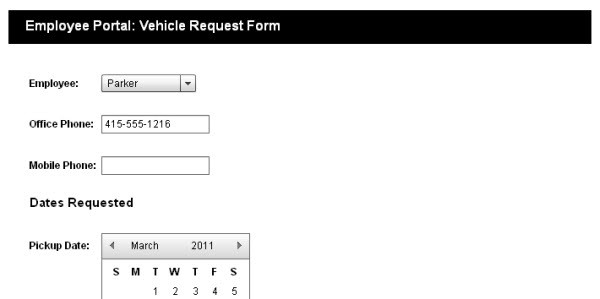 Employee Portal: Vehicle Request Form
Employee: Parker
Office Phone: 415-555-1216
Mobile Phone:
Dates Requested
Pickup Date: March 2011
S M T W T F S
1 2 3 4 5